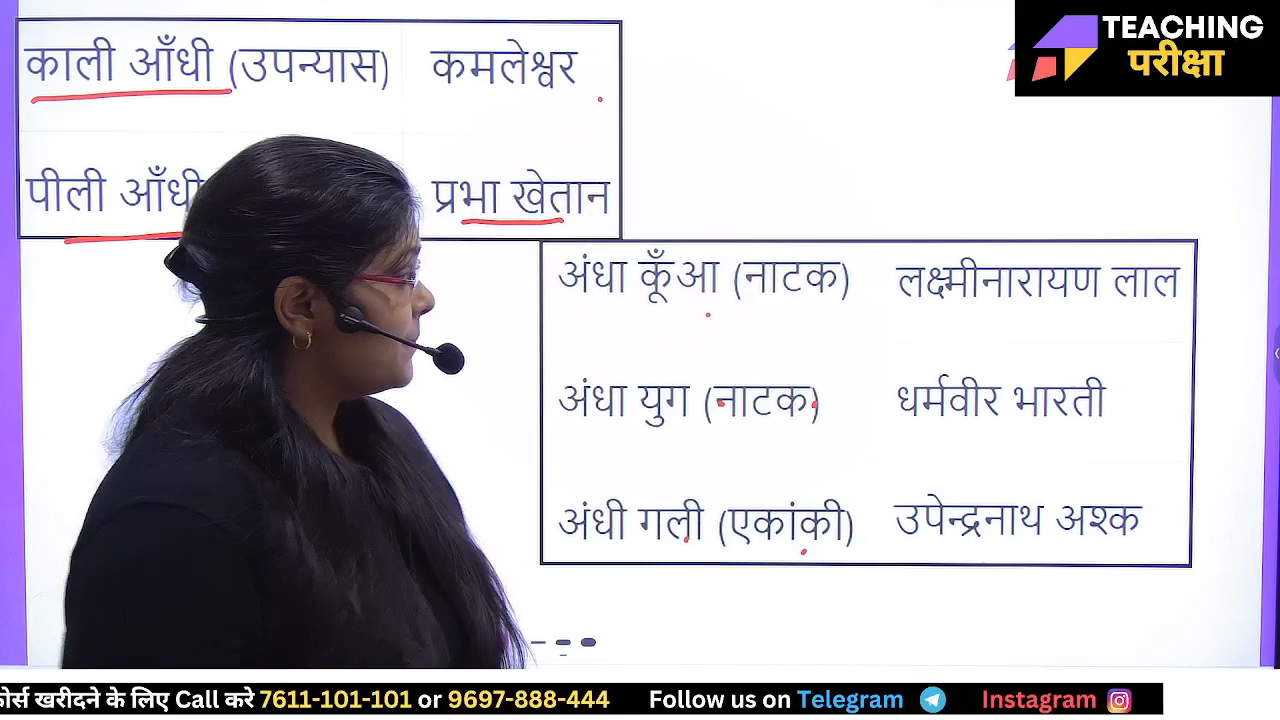 TEACHING
परीक्षा
काली आँधी (उपन्यास) कमलेश्वर
पीली आँधी प्रभा खेतान
अंधा कूँआ (नाटक) लक्ष्मीनारायण लाल
अंधा युग (नाटक) धर्मवीर भारती
अंधी गली (एकांकी) उपेन्द्रनाथ अश्क
कोर्स खरीदने के लिए Call करे 7611-101-101 or 9697-888-444 Follow us on Telegram Instagram